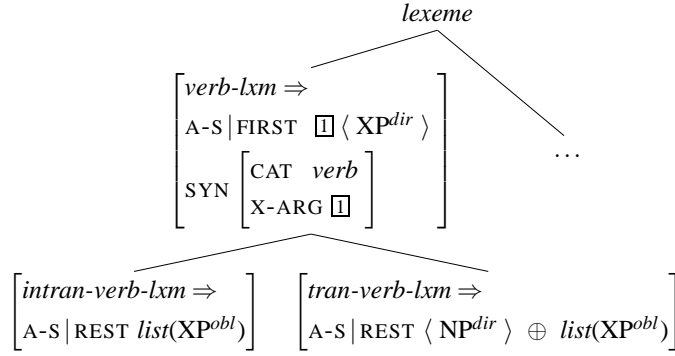 lexeme
verb-lxm ⇒
A-S|FIRST [1] ⟨ XP^dir ⟩
SYN [CAT verb
X-ARG [1]]
...
intran-verb-lxm ⇒
A-S|REST list(XP^obl)
tran-verb-lxm ⇒
A-S|REST ⟨ NP^dir ⟩ ⊕ list(XP^obl)